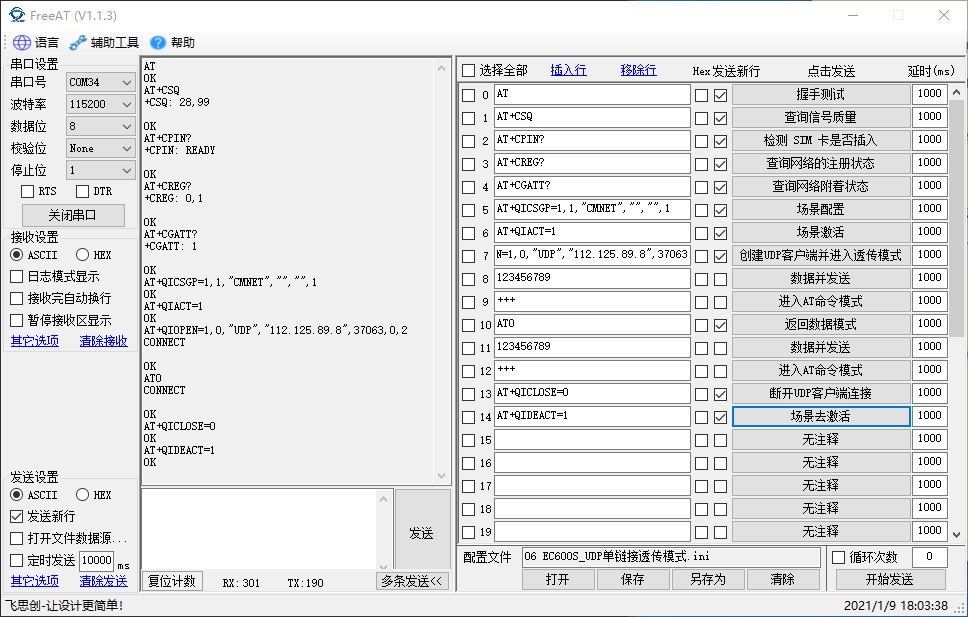 FreeAT (V1.1.3)
语言 辅助工具 帮助
串口设置
串口号 COM34
波特率 115200
数据位 8
校验位 None
停止位 1
RTS DTR
关闭串口
接收设置
ASCII HEX
日志模式显示
接收完自动换行
暂停接收区显示
其它选项 清除接收
发送设置
ASCII HEX
发送新行
打开文件数据源...
定时发送 10000 ms
其它选项 清除发送
AT
OK
AT+CSQ
+CSQ: 28,99
OK
AT+CPIN?
+CPIN: READY
OK
AT+CREG?
+CREG: 0,1
OK
AT+CGATT?
+CGATT: 1
OK
AT+QICSGP=1,1,"CMNET","","",1
OK
AT+QIACT=1
OK
AT+QIOPEN=1,0,"UDP","112.125.89.8",37063,0,2
CONNECT
OK
ATO
CONNECT
OK
AT+QICLOSE=0
OK
AT+QIDEACT=1
OK
发送
复位计数 RX:301 TX:190 多条发送<<
选择全部 插入行 移除行 Hex发送新行 点击发送 延时(ms)
0 AT 握手测试 1000
1 AT+CSQ 查询信号质量 1000
2 AT+CPIN? 检测 SIM 卡是否插入 1000
3 AT+CREG? 查询网络的注册状态 1000
4 AT+CGATT? 查询网络附着状态 1000
5 AT+QICSGP=1,1,"CMNET","","",1 场景配置 1000
6 AT+QIACT=1 场景激活 1000
7 N=1,0,"UDP","112.125.89.8",37063 创建UDP客户端并进入透传模式 1000
8 123456789 数据并发送 1000
9 +++ 进入AT命令模式 1000
10 ATO 返回数据模式 1000
11 123456789 数据并发送 1000
12 +++ 进入AT命令模式 1000
13 AT+QICLOSE=0 断开UDP客户端连接 1000
14 AT+QIDEACT=1 场景去激活 1000
15 无注释 1000
16 无注释 1000
17 无注释 1000
18 无注释 1000
19 无注释 1000
配置文件 06 EC600S_UDP单链接透传模式.ini 循环次数 0
打开 保存 另存为 清除 开始发送
飞思创-让设计更简单! 2021/1/9 18:03:38